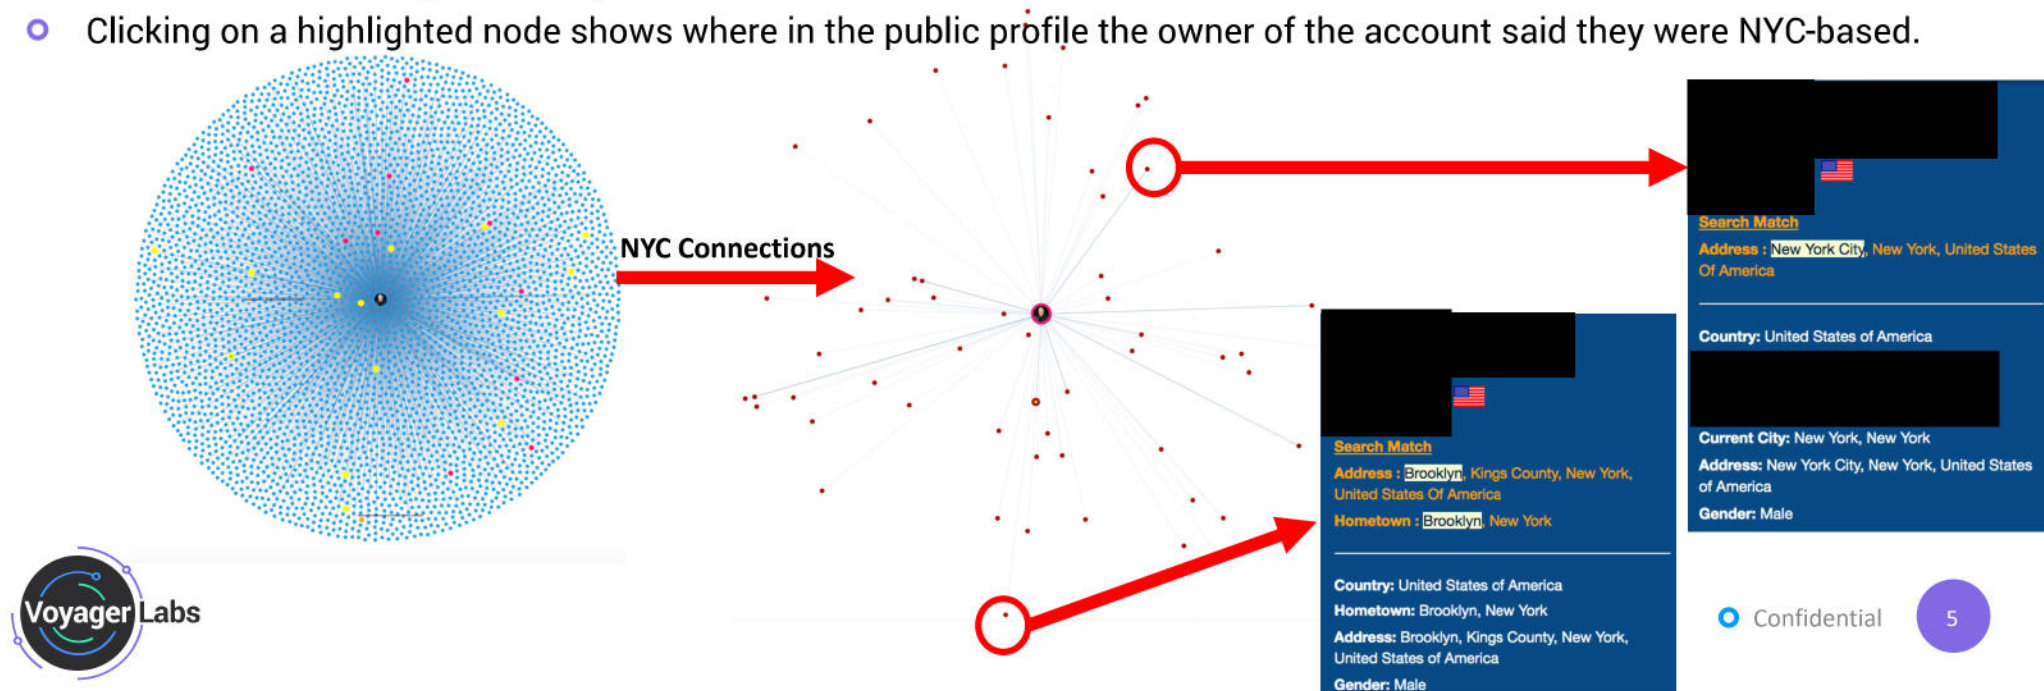 Clicking on a highlighted node shows where in the public profile the owner of the account said they were NYC-based.
NYC Connections
Search Match
Address : New York City, New York, United States
Of America
Country: United States of America
Current City: New York, New York
Address: New York City, New York, United States
of America
Gender: Male
Search Match
Address : Brooklyn, Kings County, New York,
United States Of America
Hometown : Brooklyn, New York
Country: United States of America
Hometown: Brooklyn, New York
Address: Brooklyn, Kings County, New York,
United States of America
Gender: Male
Voyager Labs
Confidential
5